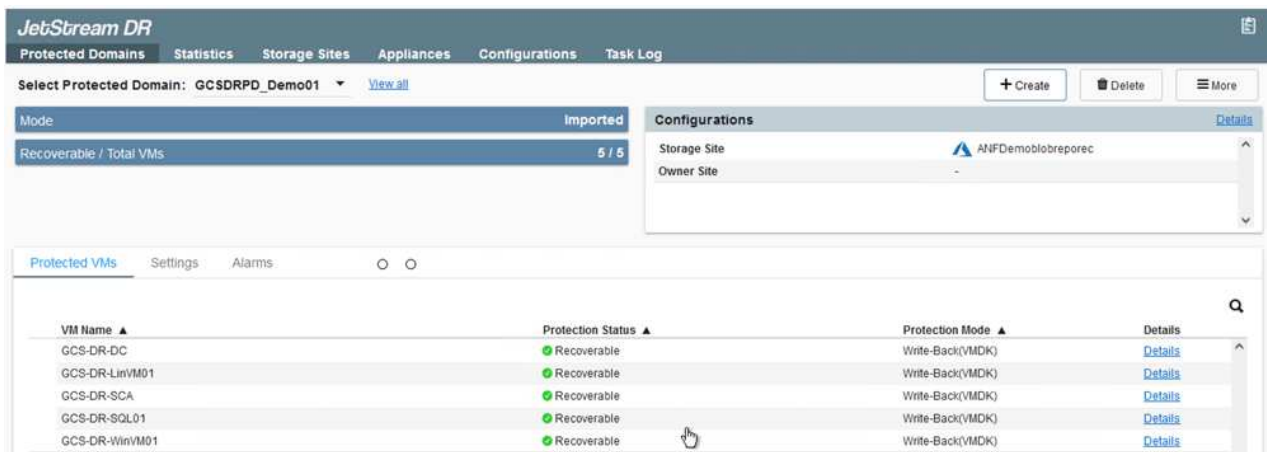 JetStream DR
Protected Domains Statistics Storage Sites Appliances Configurations Task Log
Select Protected Domain: GCSDRPD_Demo01 View all + Create Delete More
Mode Imported
Recoverable / Total VMs 5 / 5
Configurations Details
Storage Site ANFDemoblobreporec
Owner Site -
Protected VMs Settings Alarms
VM Name ▲ Protection Status ▲ Protection Mode ▲ Details
GCS-DR-DC Recoverable Write-Back(VMDK) Details
GCS-DR-LinVM01 Recoverable Write-Back(VMDK) Details
GCS-DR-SCA Recoverable Write-Back(VMDK) Details
GCS-DR-SQL01 Recoverable Write-Back(VMDK) Details
GCS-DR-WinVM01 Recoverable Write-Back(VMDK) Details